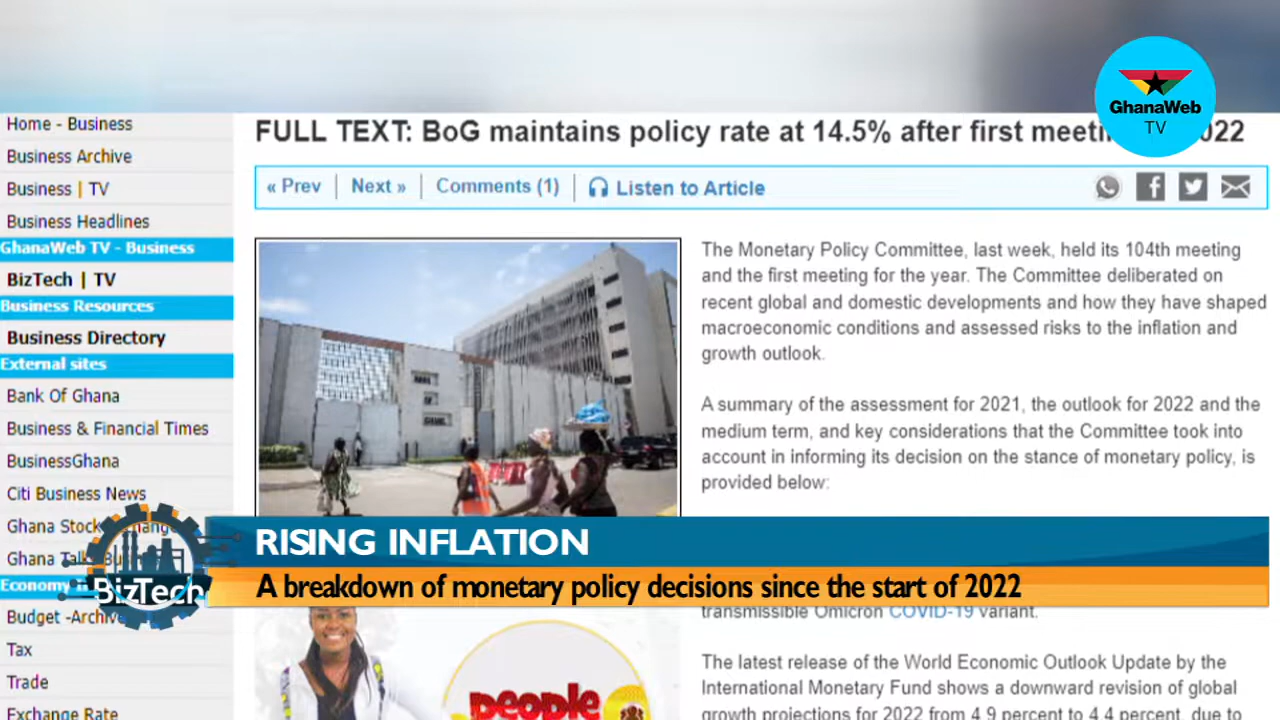 GhanaWeb
TV
Home - Business
Business Archive
Business | TV
Business Headlines
GhanaWeb TV - Business
BizTech | TV
Business Resources
Business Directory
External sites
Bank Of Ghana
Business & Financial Times
BusinessGhana
Citi Business News
Ghana Stock
Ghana
Economy
Budget -Archive
Tax
Trade
Exchange Rate
FULL TEXT: BoG maintains policy rate at 14.5% after first
« Prev | Next » | Comments (1) | Listen to Article
The Monetary Policy Committee, last week, held its 104th meeting
and the first meeting for the year. The Committee deliberated on
recent global and domestic developments and how they have shaped
macroeconomic conditions and assessed risks to the inflation and
growth outlook.
A summary of the assessment for 2021, the outlook for 2022 and the
medium term, and key considerations that the Committee took into
account in informing its decision on the stance of monetary policy, is
provided below:
RISING INFLATION
A breakdown of monetary policy decisions since the start of 2022
BizTech
transmissible Omicron COVID-19 variant.
The latest release of the World Economic Outlook Update by the
International Monetary Fund shows a downward revision of global
growth projections for 2022 from 4.9 percent to 4.4 percent, due to
people